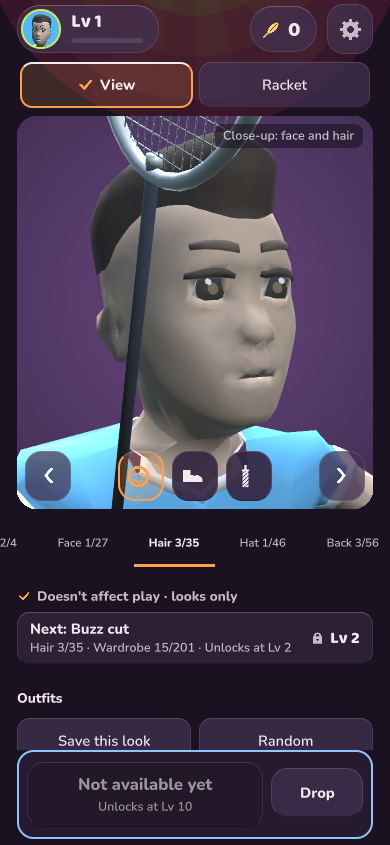 Lv 1
0
View
Racket
Close-up: face and hair
2/4
Face 1/27
Hair 3/35
Hat 1/46
Back 3/56
Doesn't affect play · looks only
Next: Buzz cut
Hair 3/35 · Wardrobe 15/201 · Unlocks at Lv 2
Lv 2
Outfits
Save this look
Random
Not available yet
Unlocks at Lv 10
Drop